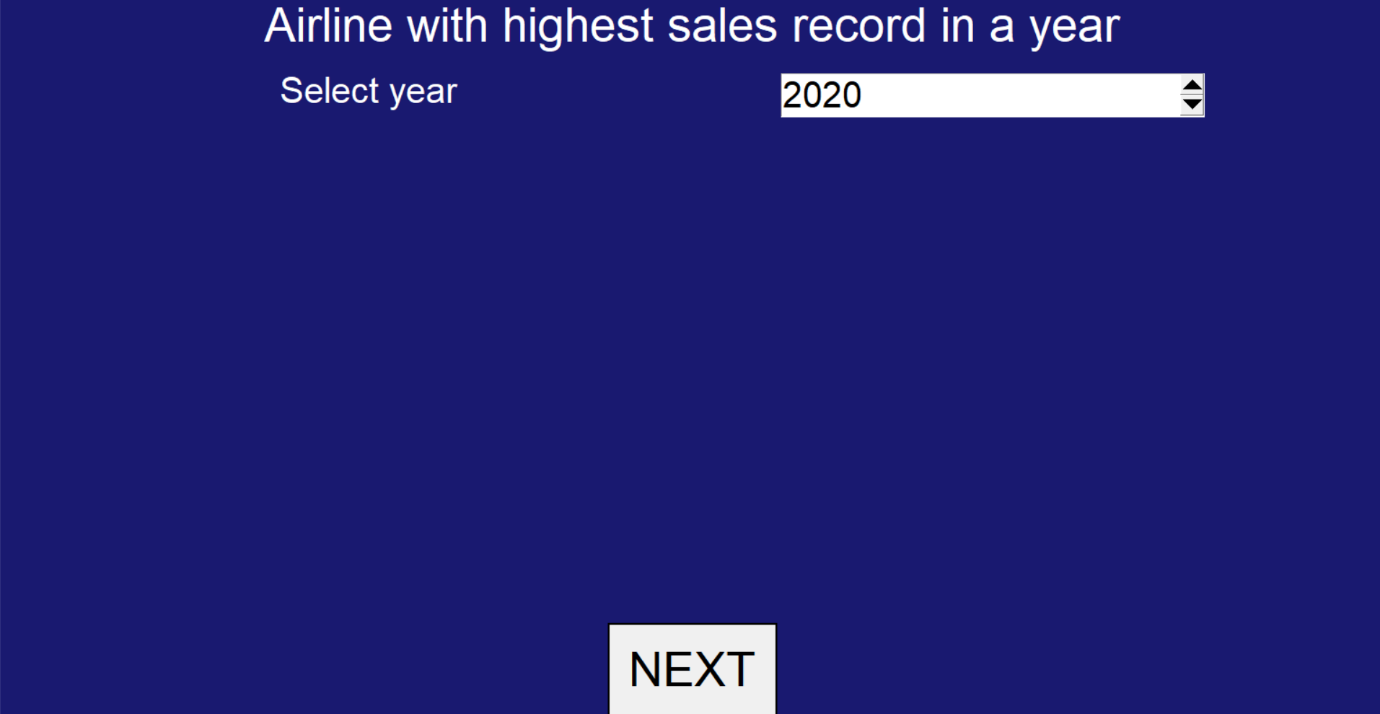 Airline with highest sales record in a year
Select year
2020
NEXT